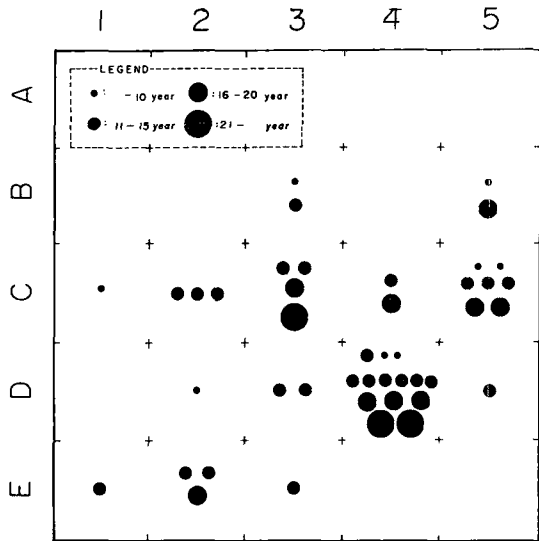 1 2 3 4 5
A
LEGEND
: - 10 year :16-20 year
: 11-15 year :21- year
B
C
D
E